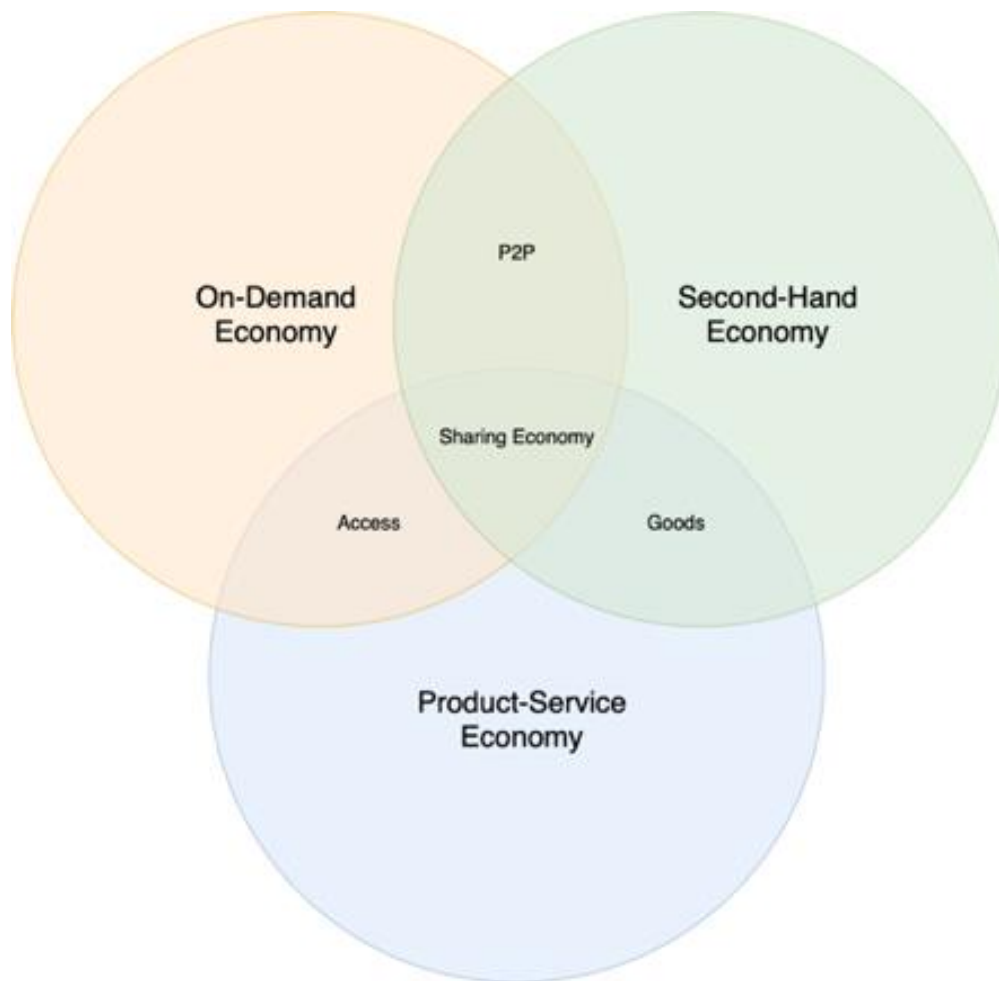 P2P
On-Demand
Economy
Second-Hand
Economy
Sharing Economy
Access
Goods
Product-Service
Economy